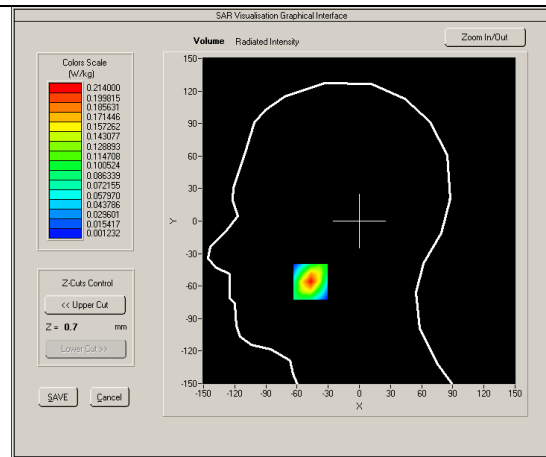 SAR Visualisation Graphical Interface
Volume Radiated Intensity
Zoom In/Out
Colors Scale
(W/kg)
0.214000
0.199815
0.185631
0.171446
0.157262
0.143077
0.128893
0.114708
0.100524
0.086339
0.072155
0.057970
0.043786
0.029601
0.015417
0.001232
Z-Cuts Control
<< Upper Cut
Z = 0.7 mm
Lower Cut >>
SAVE
Cancel
150-
120-
90-
60-
30-
0-
-30-
-60-
-90-
-120-
-150-
Y
-150 -120 -90 -60 -30 0 30 60 90 120 150
X